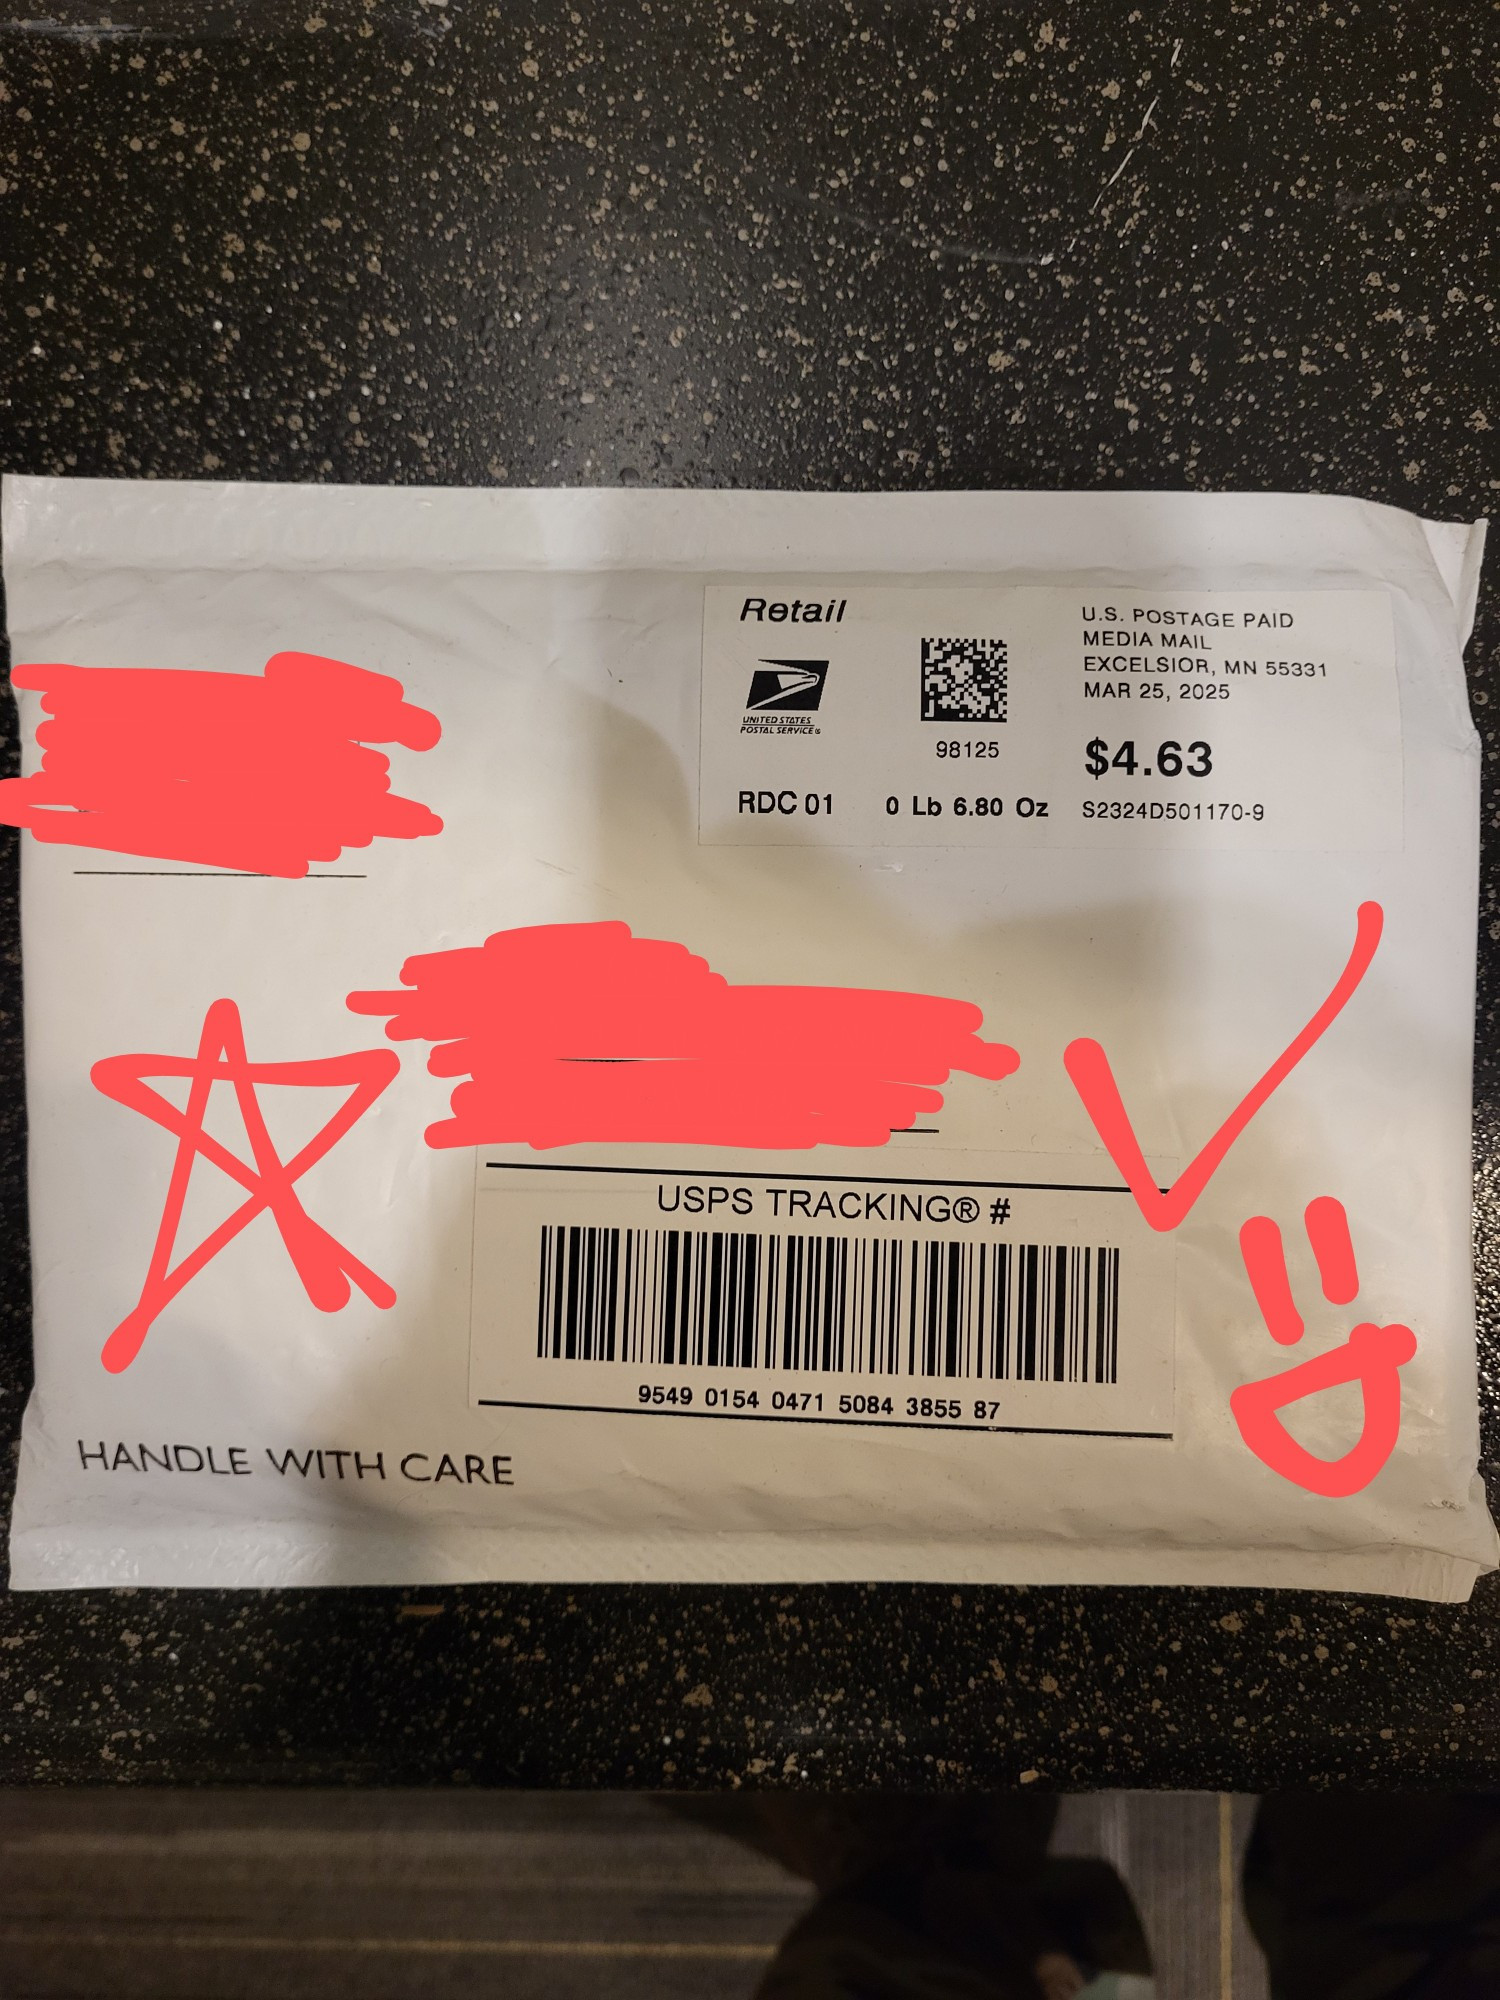 Retail
UNITED STATES
POSTAL SERVICE®
98125
RDC 01
0 Lb 6.80 Oz
U.S. POSTAGE PAID
MEDIA MAIL
EXCELSIOR, MN 55331
MAR 25, 2025
$4.63
S2324D501170-9
USPS TRACKING® #
9549 0154 0471 5084 3855 87
HANDLE WITH CARE